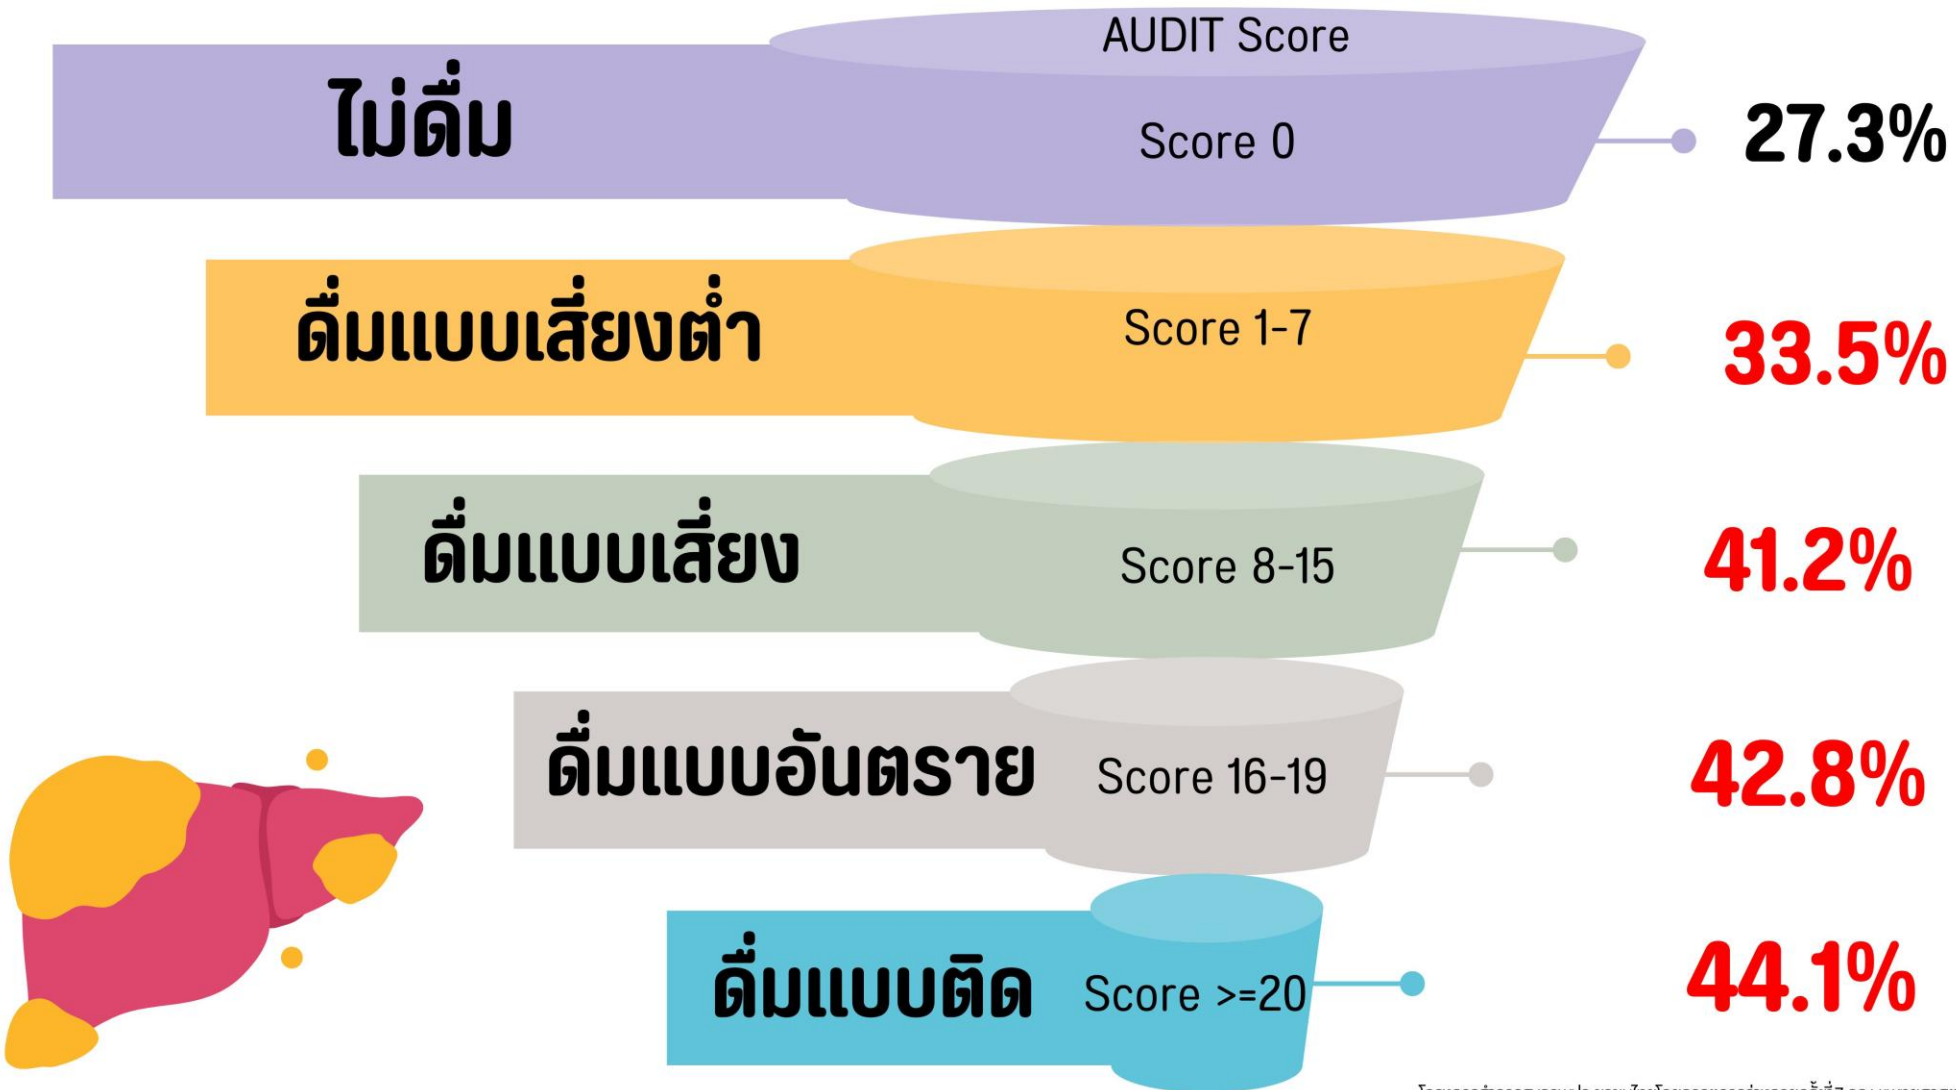 AUDIT Score
ไม่ดื่ม Score 0 27.3%
ดื่มแบบเสี่ยงต่ำ Score 1-7 33.5%
ดื่มแบบเสี่ยง Score 8-15 41.2%
ดื่มแบบอันตราย Score 16-19 42.8%
ดื่มแบบติด Score >=20 44.1%